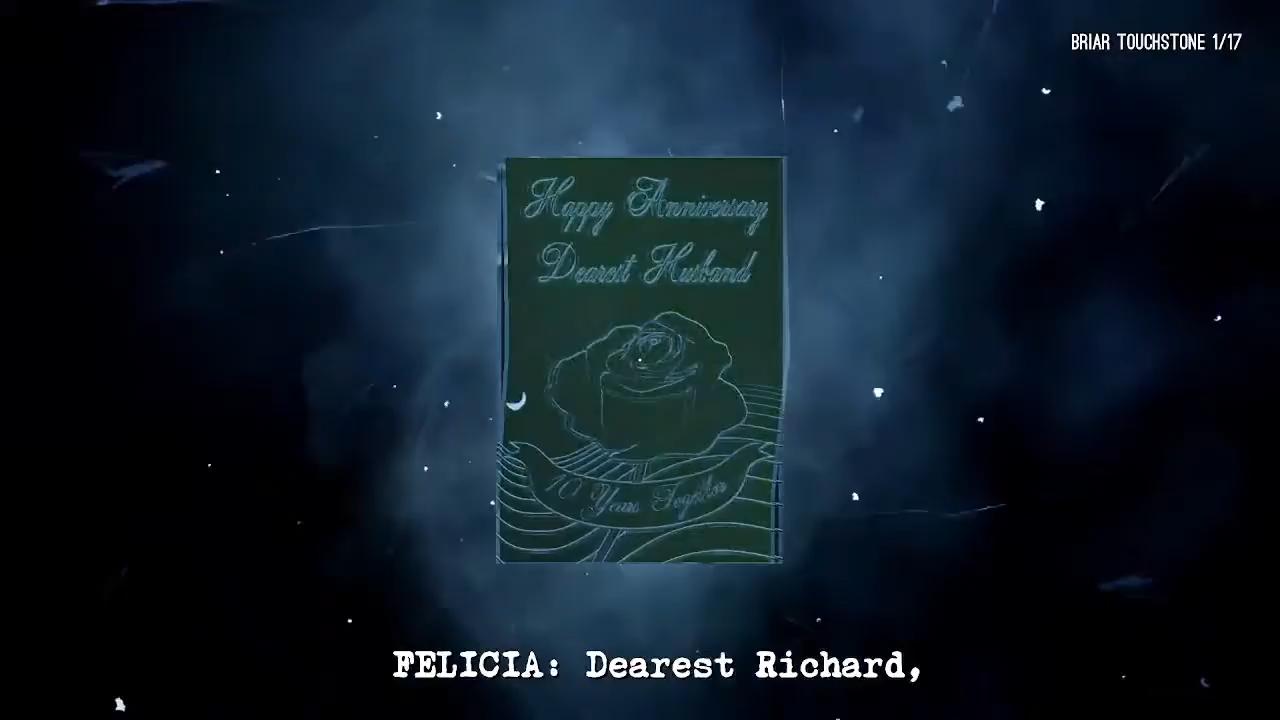 BRIAR TOUCHSTONE 1/17
Happy Anniversary
Dearest Husband
10 Years Together
FELICIA: Dearest Richard,